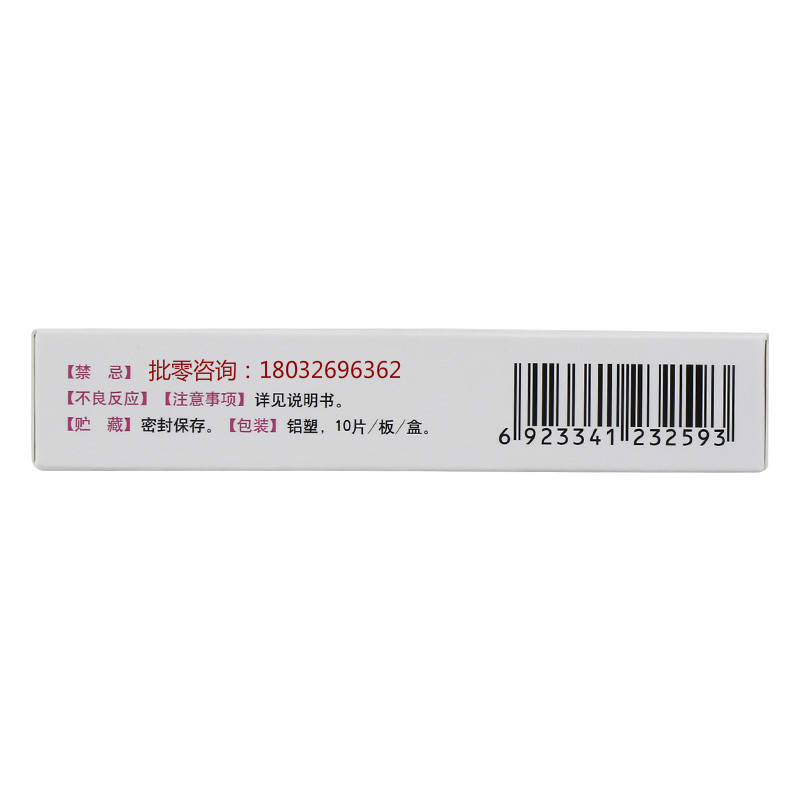 【禁 忌】 批零咨询：18032696362
【不良反应】【注意事项】详见说明书。
【贮 藏】密封保存。【包装】铝塑，10片/板/盒。
6 923341 232593